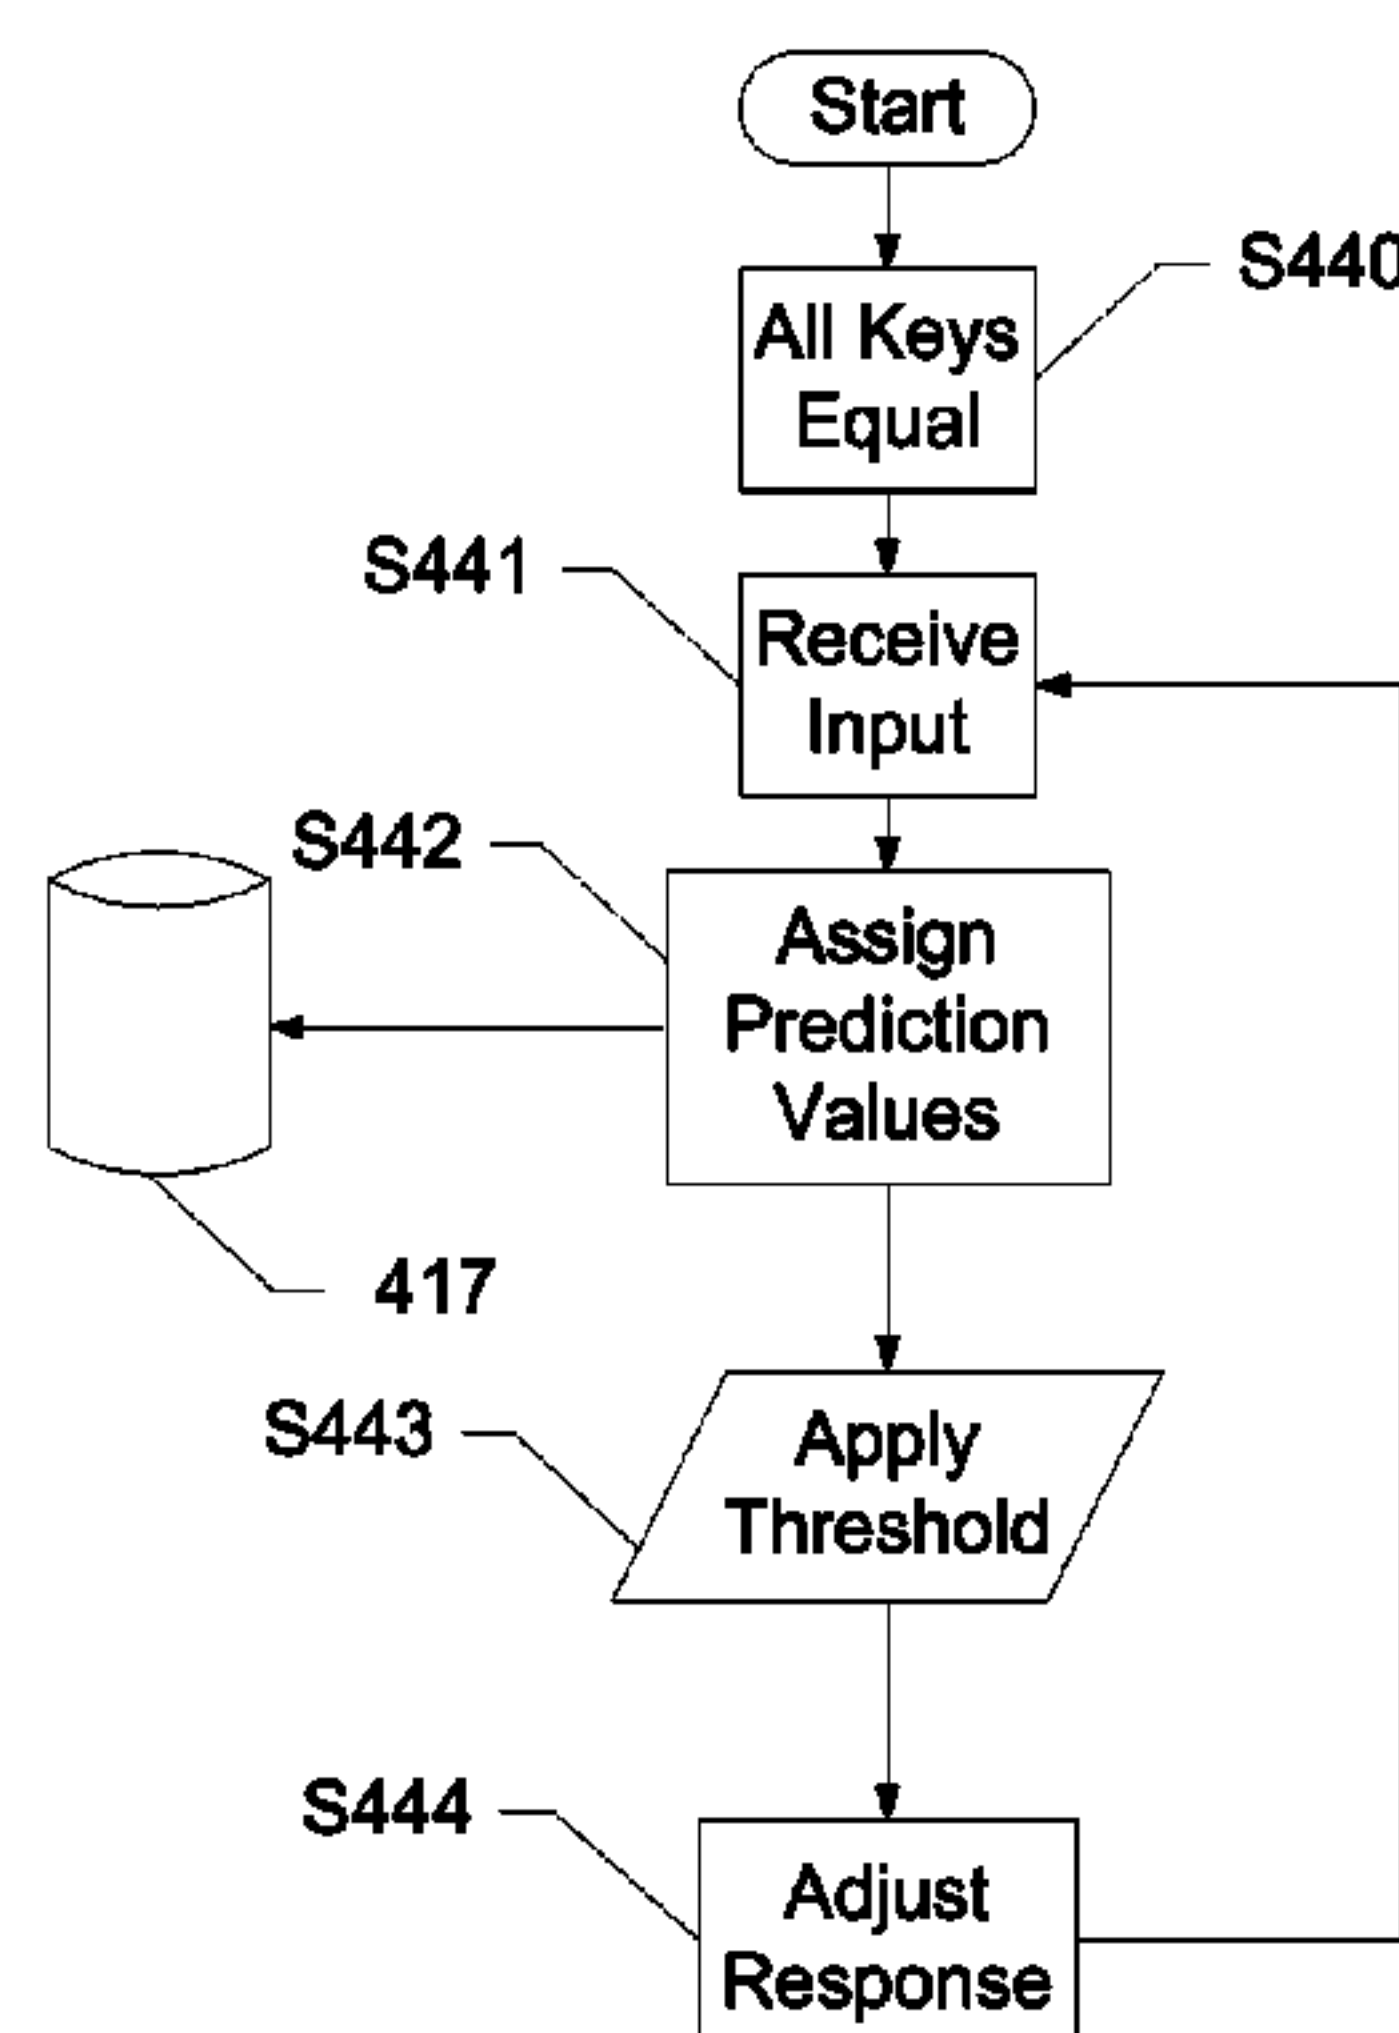 Start
S440
All Keys
Equal
S441
Receive
Input
S442
Assign
Prediction
Values
417
S443
Apply
Threshold
S444
Adjust
Response